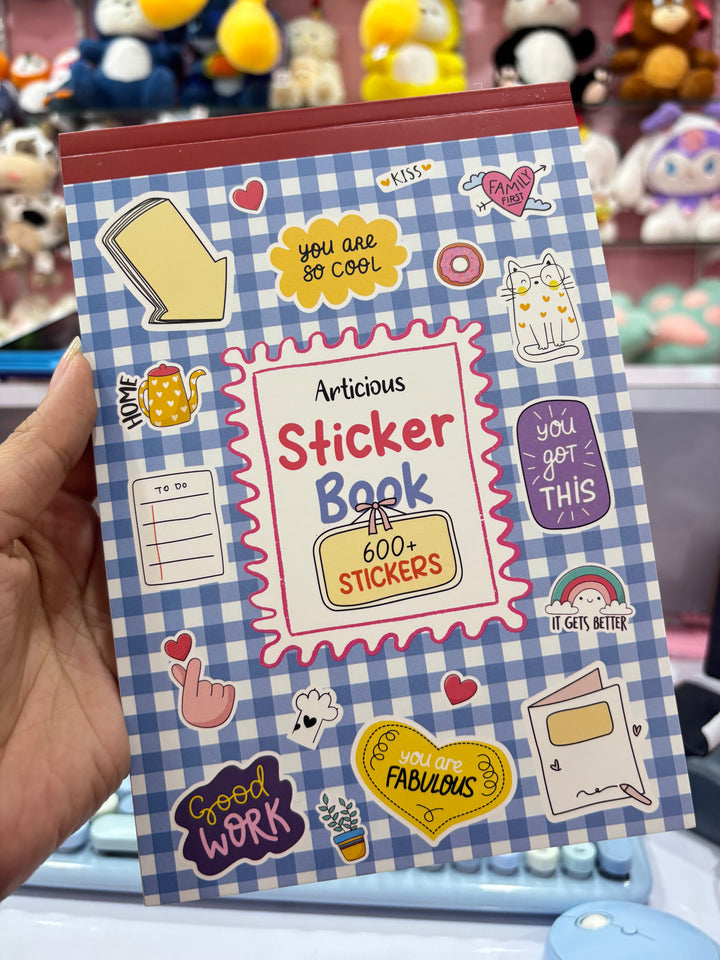 KISS
FAMILY
FIRST
YOU ARE
SO COOL
HOME
Articious
Sticker
Book
600+
STICKERS
YOU
GOT
THIS
TO DO
IT GETS BETTER
you are
FABULOUS
GOOD
WORK